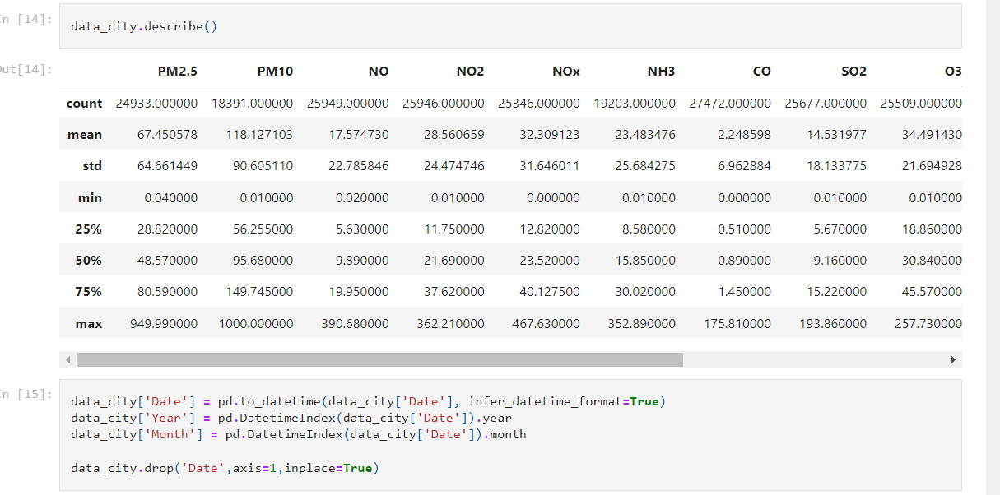 n [14]:
data_city.describe()
Out[14]:
PM2.5 PM10 NO NO2 NOx NH3 CO SO2 O3
count 24933.000000 18391.000000 25949.000000 25946.000000 25346.000000 19203.000000 27472.000000 25677.000000 25509.000000
mean 67.450578 118.127103 17.574730 28.560659 32.309123 23.483476 2.248598 14.531977 34.491430
std 64.661449 90.605110 22.785846 24.474746 31.646011 25.684275 6.962884 18.133775 21.694928
min 0.040000 0.010000 0.020000 0.010000 0.000000 0.010000 0.000000 0.010000 0.010000
25% 28.820000 56.255000 5.630000 11.750000 12.820000 8.580000 0.510000 5.670000 18.860000
50% 48.570000 95.680000 9.890000 21.690000 23.520000 15.850000 0.890000 9.160000 30.840000
75% 80.590000 149.745000 19.950000 37.620000 40.127500 30.020000 1.450000 15.220000 45.570000
max 949.990000 1000.000000 390.680000 362.210000 467.630000 352.890000 175.810000 193.860000 257.730000
n [15]:
data_city['Date'] = pd.to_datetime(data_city['Date'], infer_datetime_format=True)
data_city['Year'] = pd.DatetimeIndex(data_city['Date']).year
data_city['Month'] = pd.DatetimeIndex(data_city['Date']).month
data_city.drop('Date',axis=1,inplace=True)